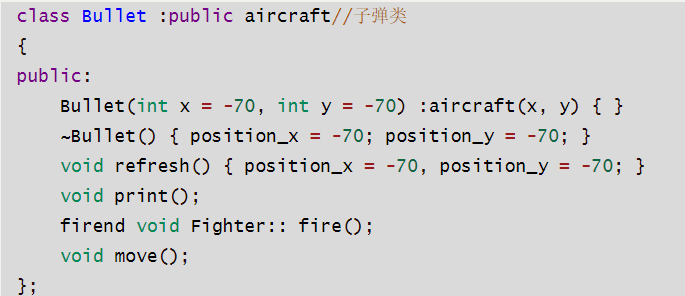 class Bullet :public aircraft//子弹类
{
public:
    Bullet(int x = -70, int y = -70) :aircraft(x, y) { }
    ~Bullet() { position_x = -70; position_y = -70; }
    void refresh() { position_x = -70, position_y = -70; }
    void print();
    firend void Fighter:: fire();
    void move();
};